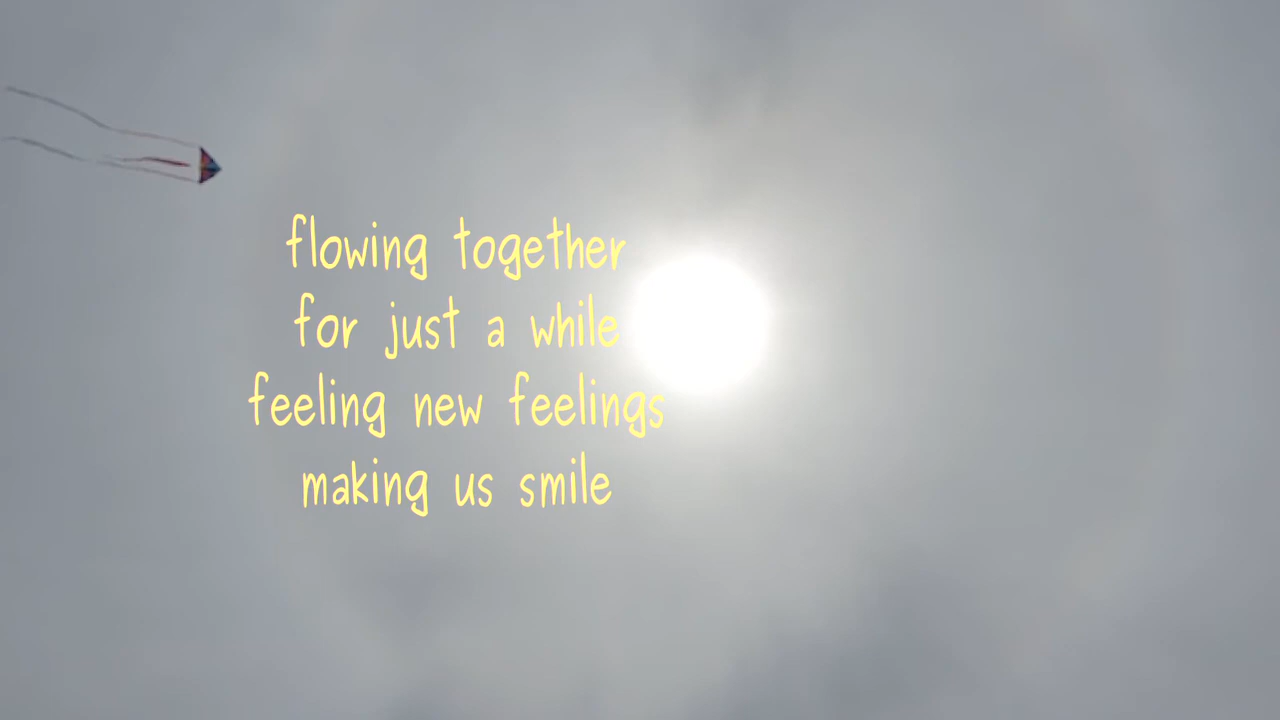 flowing together
for just a while
feeling new feelings
making us smile